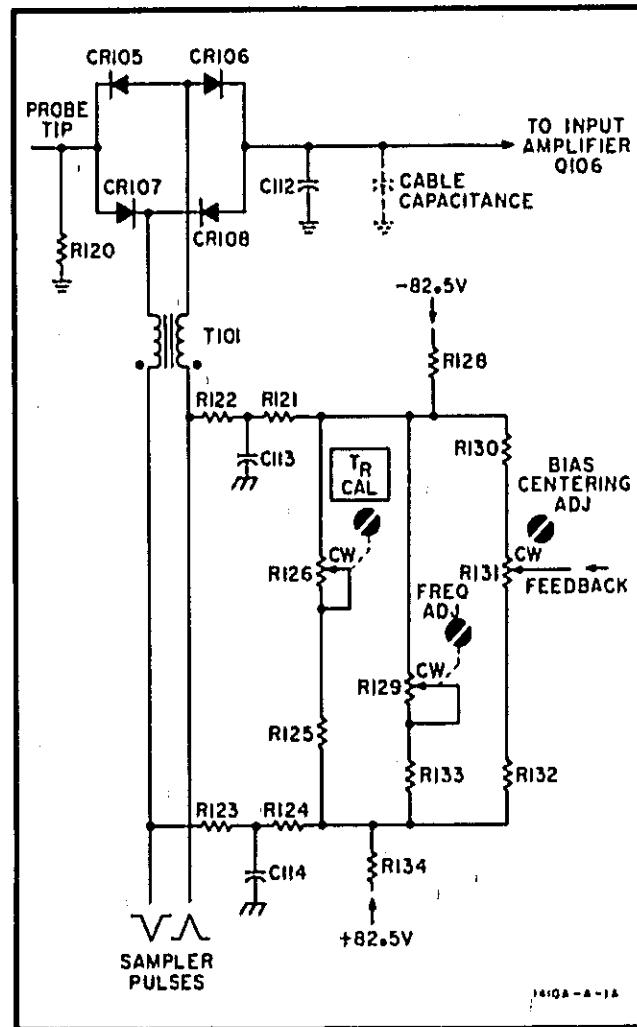 CR105 CR106
PROBE
TIP
TO INPUT
AMPLIFIER
Q106
CR107
C112
CABLE
CAPACITANCE
CR108
R120
-82.5V
T101
R128
R122 R121
R130
C113
TR
CAL
BIAS
CENTERING
ADJ
CW
R126
CW
R131
FEEDBACK
FREQ
ADJ
CW
R129
R125
R133
R132
R123 R124
R134
C114
+82.5V
SAMPLER
PULSES
1410A-A-1A